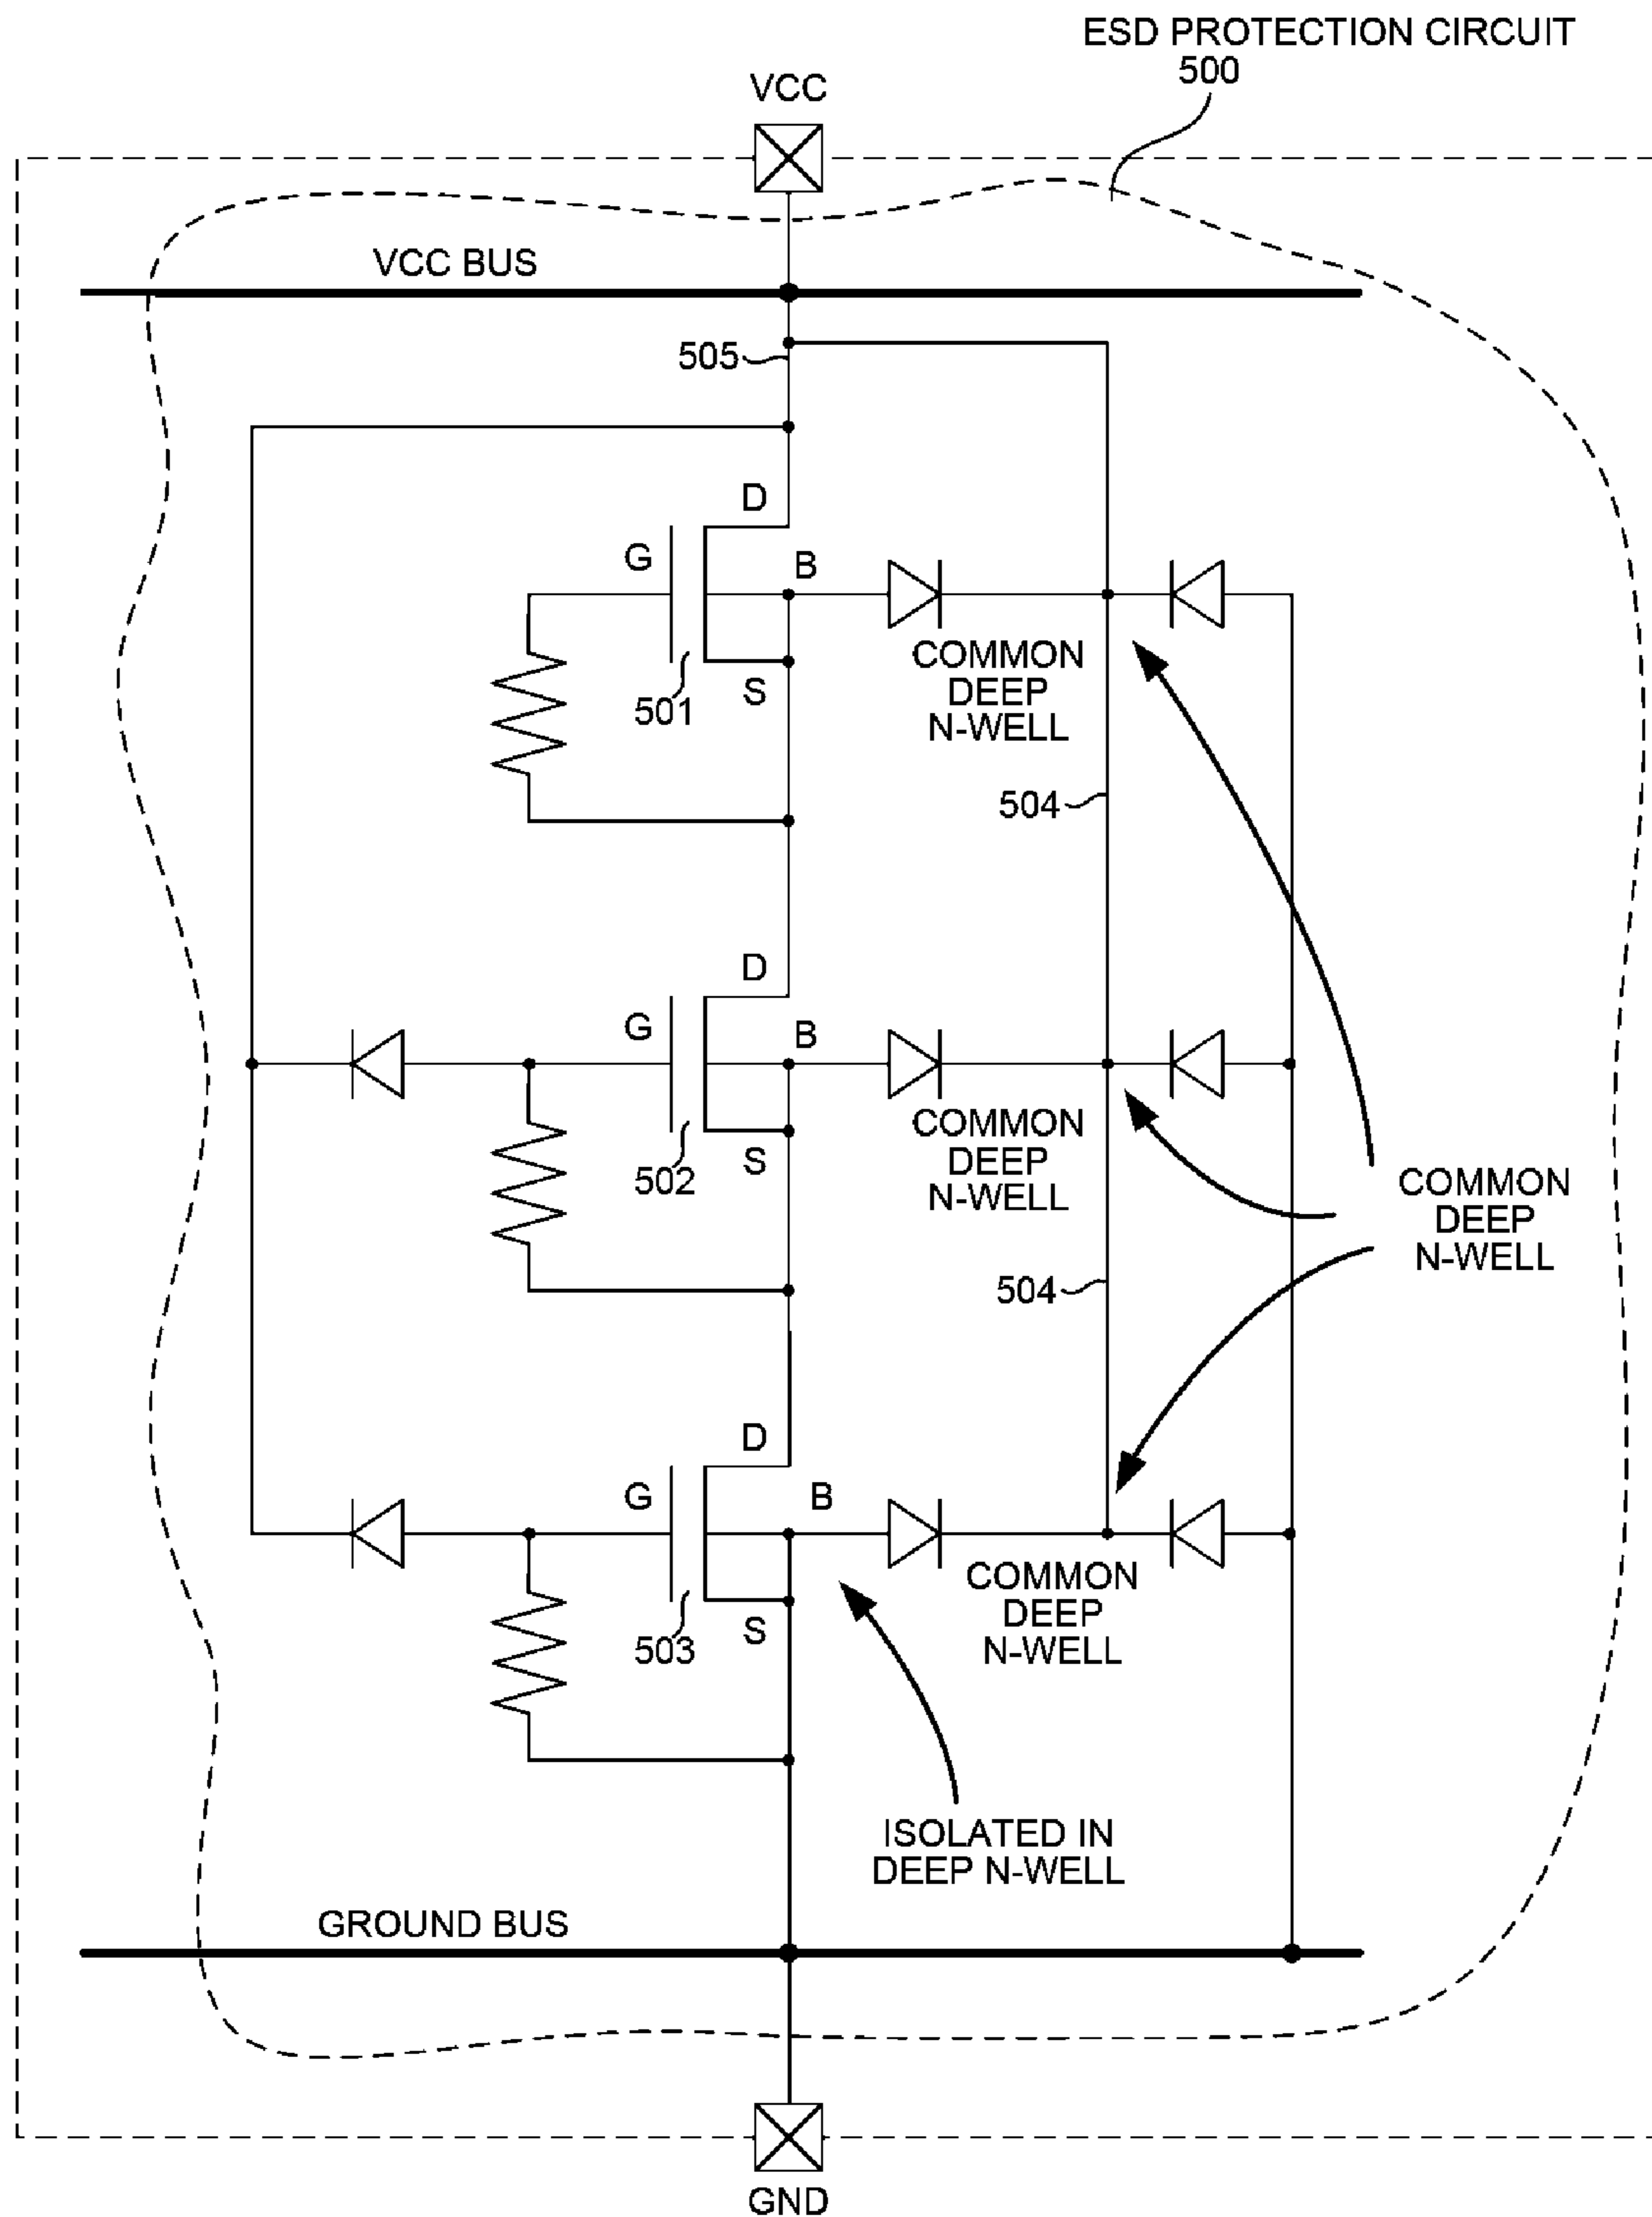 ESD PROTECTION CIRCUIT
500
VCC
VCC BUS
505
D
G
B
COMMON
DEEP
N-WELL
S
501
504
D
G
B
COMMON
DEEP
N-WELL
S
502
COMMON
DEEP
N-WELL
504
D
G
B
COMMON
DEEP
N-WELL
S
503
ISOLATED IN
DEEP N-WELL
GROUND BUS
GND